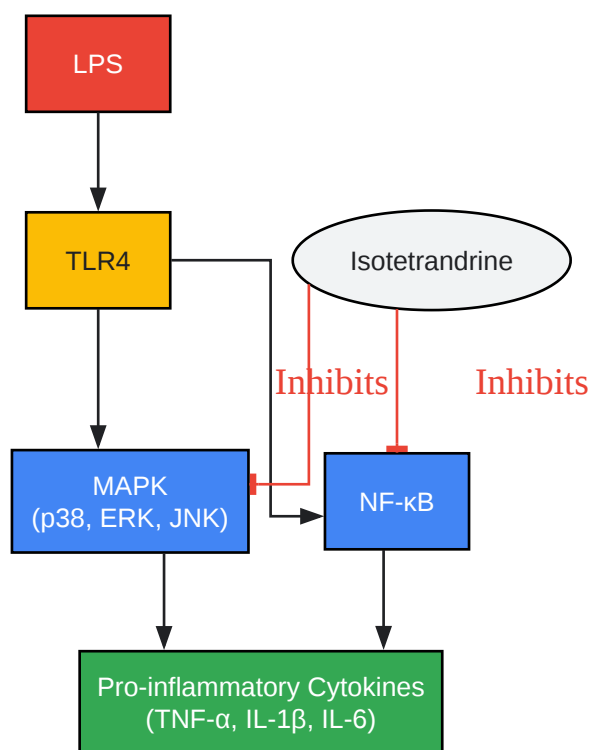 LPS
TLR4
Isotetrandrine
Inhibits
Inhibits
MAPK
(p38, ERK, JNK)
NF-κB
Pro-inflammatory Cytokines
(TNF-α, IL-1β, IL-6)